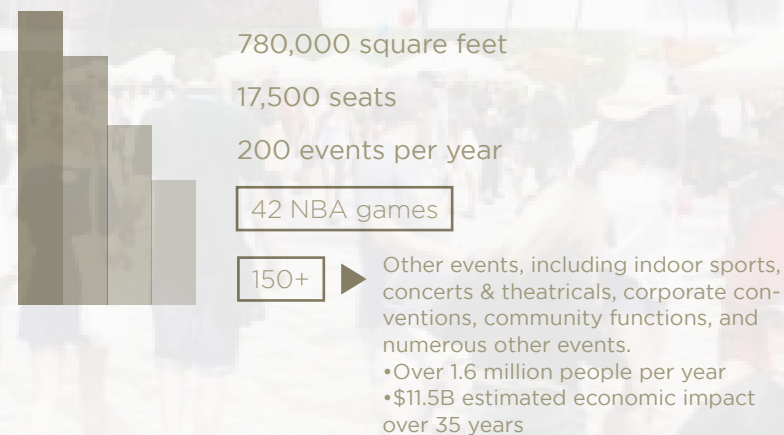 780,000 square feet
17,500 seats
200 events per year
42 NBA games
150+
Other events, including indoor sports,
concerts & theatricals, corporate con-
ventions, community functions, and
numerous other events.
•Over 1.6 million people per year
•$11.5B estimated economic impact
over 35 years